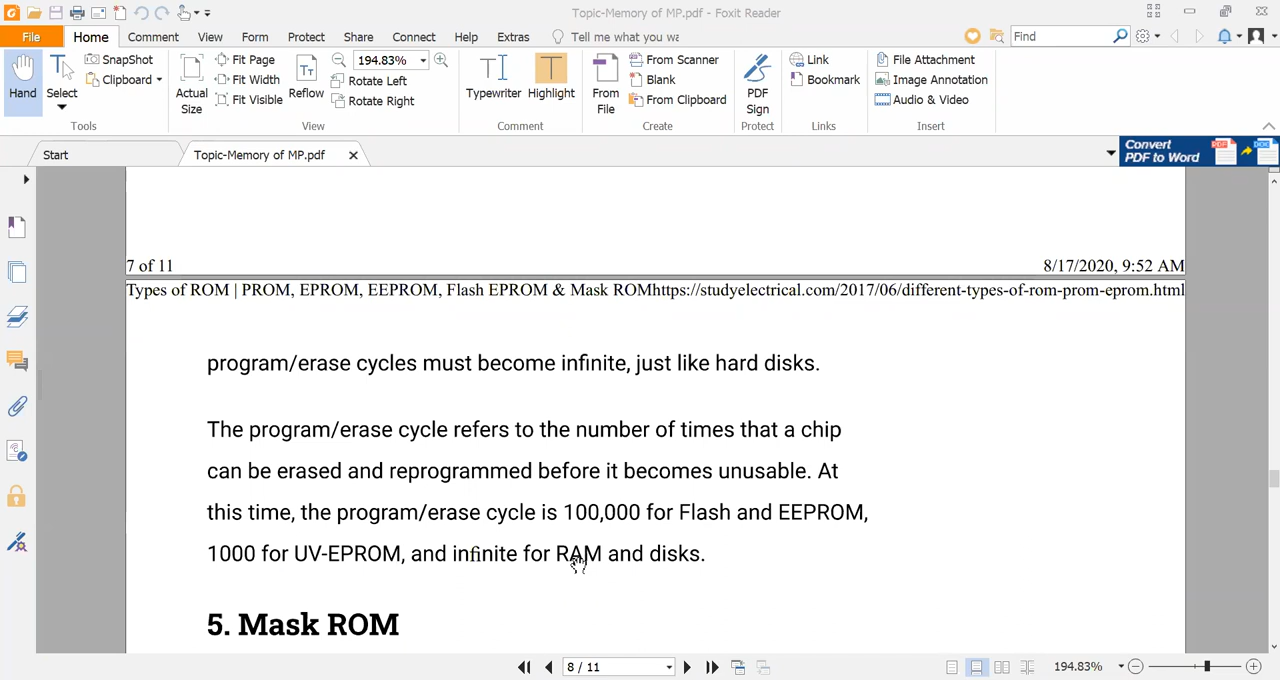 Topic-Memory of MP.pdf - Foxit Reader
File Home Comment View Form Protect Share Connect Help Extras Tell me what you wa Find
Hand
Select
SnapShot
Clipboard
Tools
Actual Size
Fit Page
Fit Width
Fit Visible
Reflow
194.83%
Rotate Left
Rotate Right
View
Typewriter
Highlight
Comment
From File
From Scanner
Blank
From Clipboard
Create
PDF Sign
Protect
Link
Bookmark
Links
File Attachment
Image Annotation
Audio & Video
Insert
Start
Topic-Memory of MP.pdf
Convert
PDF to Word
7 of 11 8/17/2020, 9:52 AM
Types of ROM | PROM, EPROM, EEPROM, Flash EPROM & Mask ROMhttps://studyelectrical.com/2017/06/different-types-of-rom-prom-eprom.html
program/erase cycles must become infinite, just like hard disks.
The program/erase cycle refers to the number of times that a chip
can be erased and reprogrammed before it becomes unusable. At
this time, the program/erase cycle is 100,000 for Flash and EEPROM,
1000 for UV-EPROM, and infinite for RAM and disks.
5. Mask ROM
8 / 11
194.83%